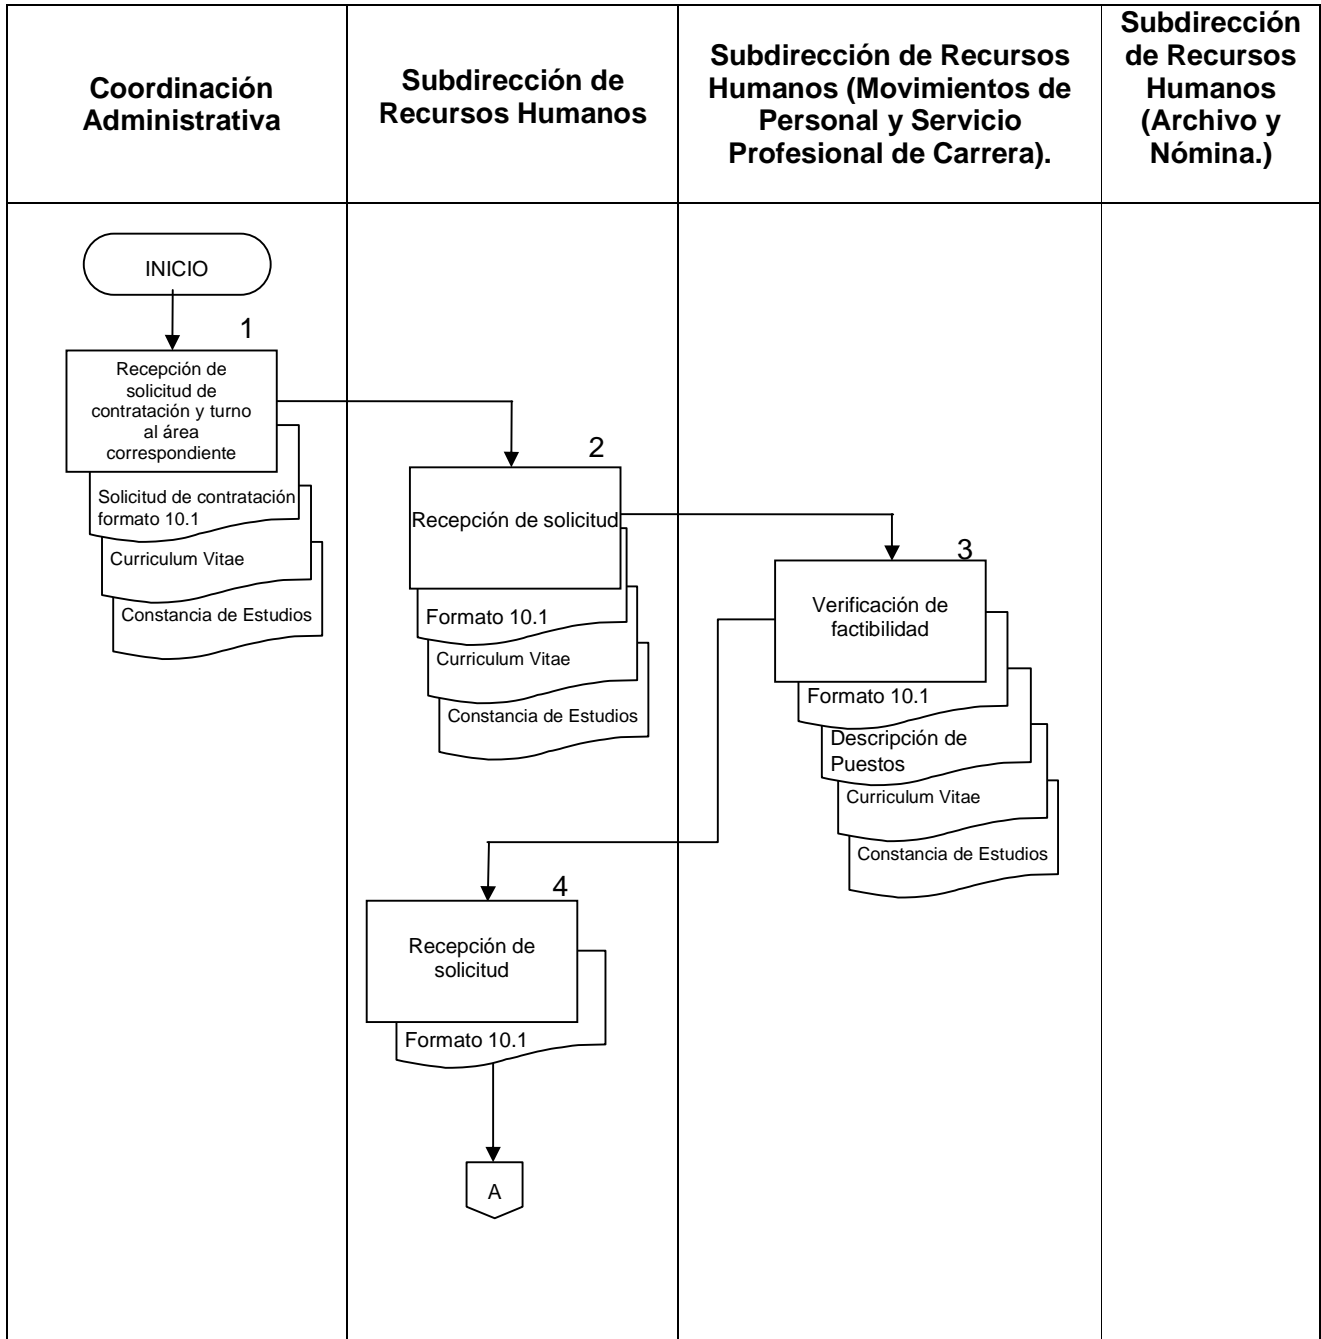 Coordinación
Administrativa
Subdirección de
Recursos Humanos
Subdirección de Recursos
Humanos (Movimientos de
Personal y Servicio
Profesional de Carrera).
Subdirección
de Recursos
Humanos
(Archivo y
Nómina.)
INICIO
1
Recepción de
solicitud de
contratación y turno
al área
correspondiente
Solicitud de contratación
formato 10.1
Curriculum Vitae
Constancia de Estudios
2
Recepción de solicitud
Formato 10.1
Curriculum Vitae
Constancia de Estudios
3
Verificación de
factibilidad
Formato 10.1
Descripción de
Puestos
Curriculum Vitae
Constancia de Estudios
4
Recepción de
solicitud
Formato 10.1
A